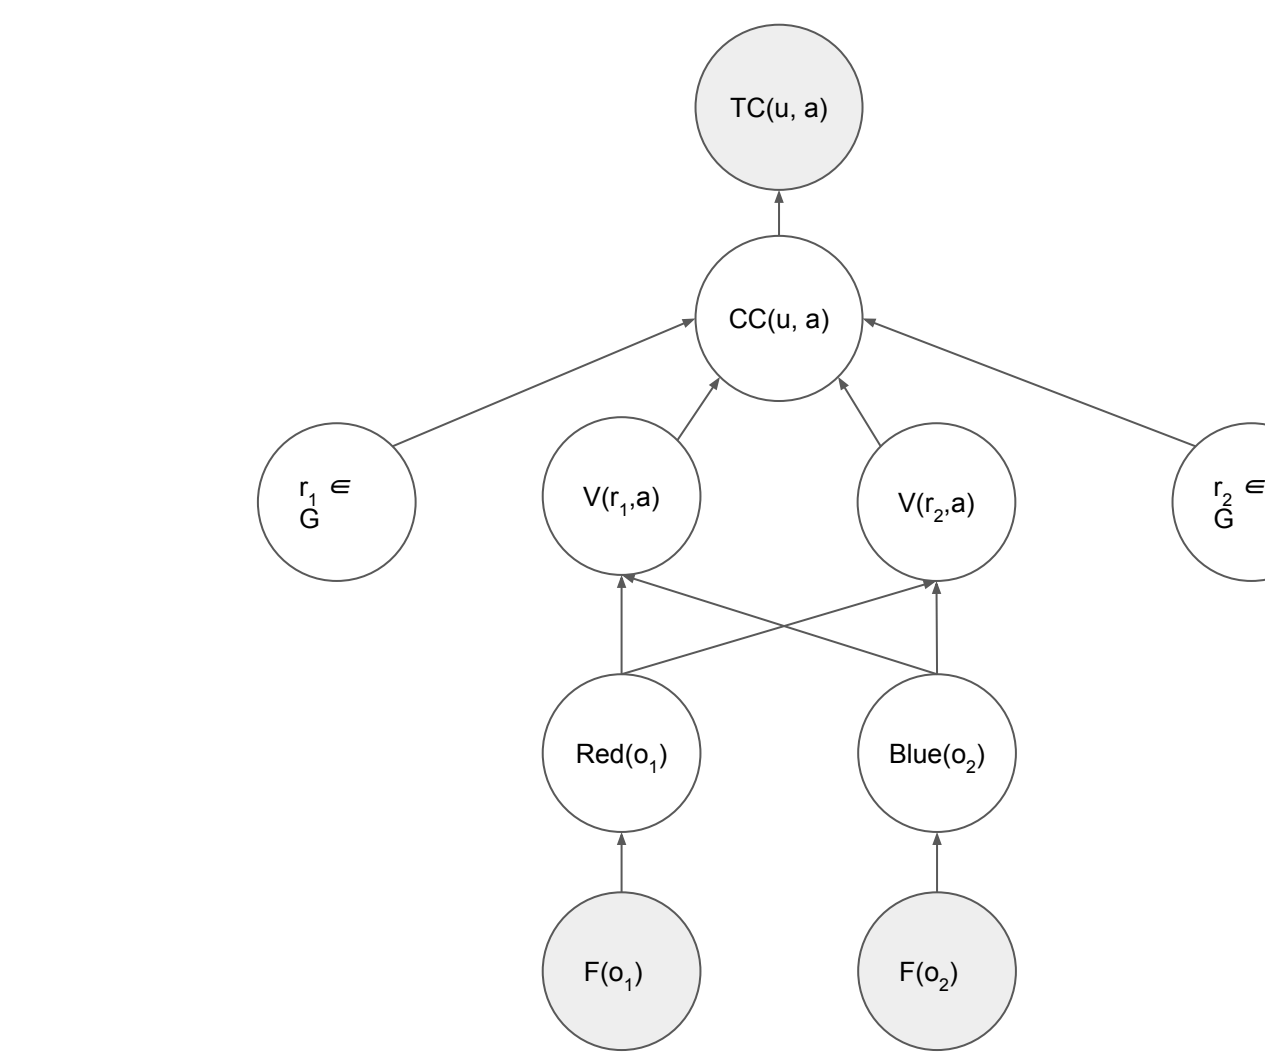 TC(u, a)
CC(u, a)
r₁ ∈
G
V(r₁,a)
V(r₂,a)
r₂ ∈
G
Red(o₁)
Blue(o₂)
F(o₁)
F(o₂)